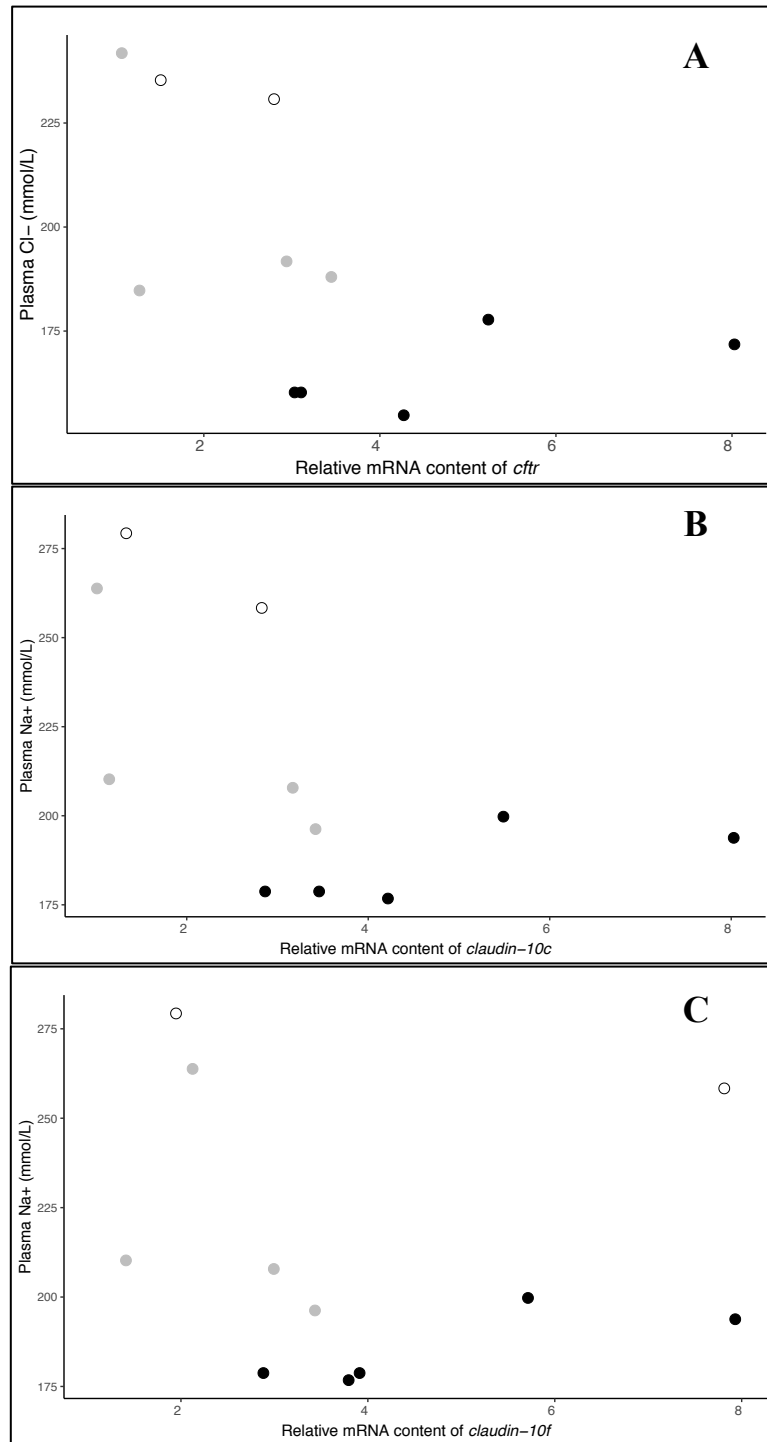 A
Plasma Cl− (mmol/L)
225
200
175
2 4 6 8
Relative mRNA content of cftr
B
Plasma Na+ (mmol/L)
275
250
225
200
175
2 4 6 8
Relative mRNA content of claudin−10c
C
Plasma Na+ (mmol/L)
275
250
225
200
175
2 4 6 8
Relative mRNA content of claudin−10f